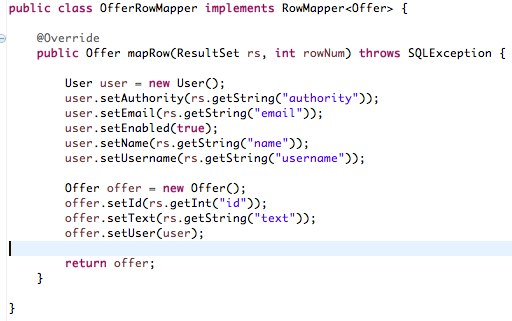 public class OfferRowMapper implements RowMapper<Offer> {
@Override
public Offer mapRow(ResultSet rs, int rowNum) throws SQLException {
User user = new User();
user.setAuthority(rs.getString("authority"));
user.setEmail(rs.getString("email"));
user.setEnabled(true);
user.setName(rs.getString("name"));
user.setUsername(rs.getString("username"));
Offer offer = new Offer();
offer.setId(rs.getInt("id"));
offer.setText(rs.getString("text"));
offer.setUser(user);
return offer;
}
}